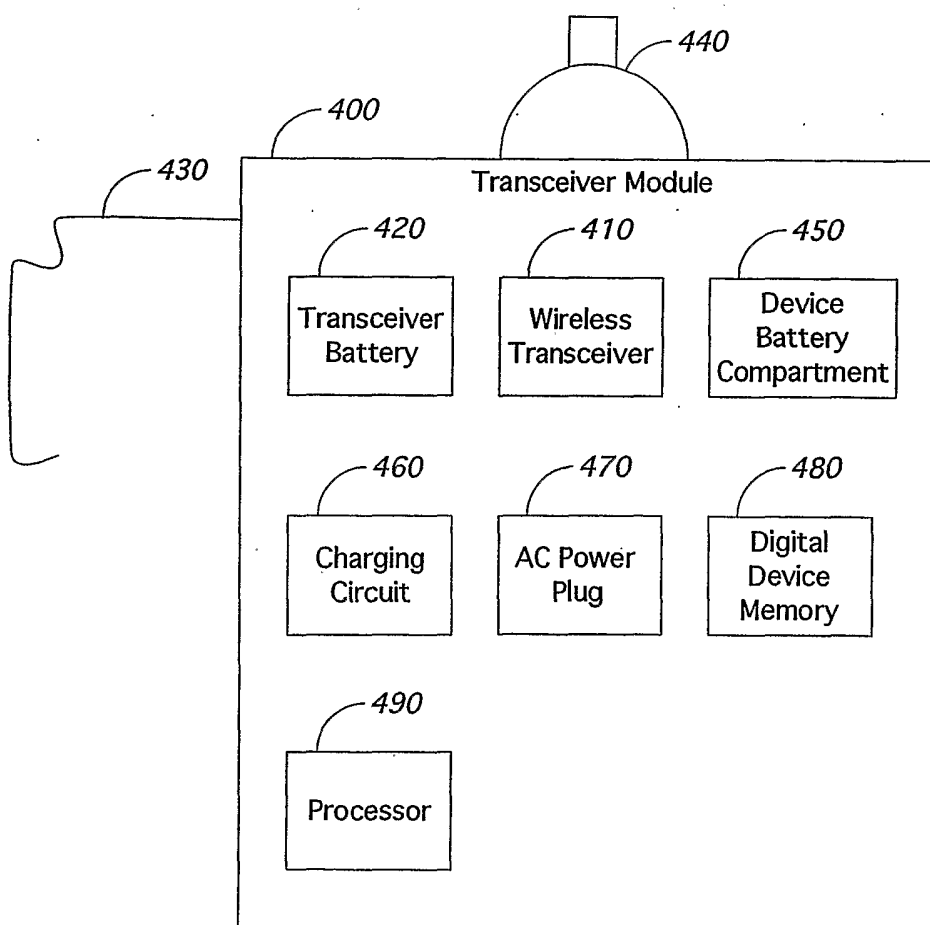 440
400
Transceiver Module
430
420
410
450
Transceiver
Battery
Wireless
Transceiver
Device
Battery
Compartment
460
470
480
Charging
Circuit
AC Power
Plug
Digital
Device
Memory
490
Processor